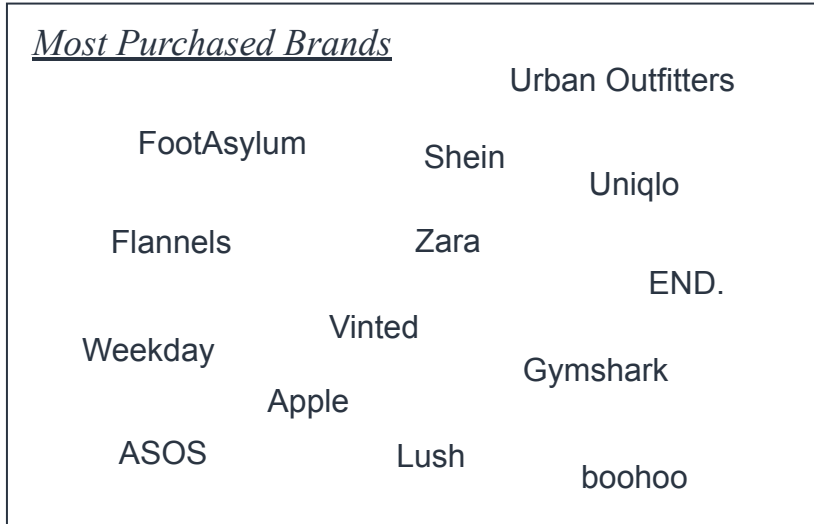 Most Purchased Brands
Urban Outfitters
FootAsylum
Shein
Uniqlo
Flannels
Zara
END.
Vinted
Weekday
Gymshark
Apple
ASOS
Lush
boohoo